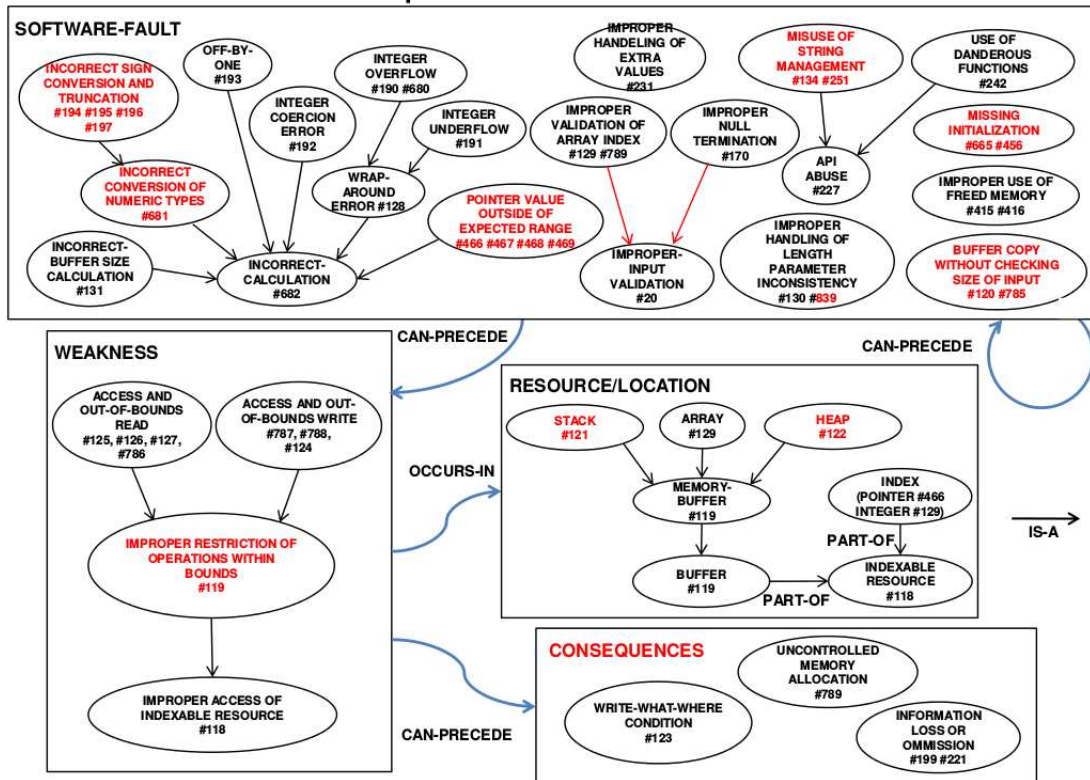 SOFTWARE-FAULT
INCORRECT SIGN
CONVERSION AND
TRUNCATION
#194 #195 #196
#197
OFF-BY-
ONE
#193
INTEGER
OVERFLOW
#190 #680
INTEGER
COERCION
ERROR
#192
INTEGER
UNDERFLOW
#191
INCORRECT
CONVERSION OF
NUMERIC TYPES
#681
WRAP-
AROUND
ERROR #128
POINTER VALUE
OUTSIDE OF
EXPECTED RANGE
#466 #467 #468 #469
INCORRECT-
BUFFER SIZE
CALCULATION
#131
INCORRECT-
CALCULATION
#682
IMPROPER
HANDELING OF
EXTRA
VALUES
#231
MISUSE OF
STRING
MANAGEMENT
#134 #251
USE OF
DANDEROUS
FUNCTIONS
#242
IMPROPER
VALIDATION OF
ARRAY INDEX
#129 #789
IMPROPER
NULL
TERMINATION
#170
API
ABUSE
#227
MISSING
INITIALIZATION
#665 #456
IMPROPER USE OF
FREED MEMORY
#415 #416
IMPROPER-
INPUT
VALIDATION
#20
IMPROPER
HANDLING OF
LENGTH
PARAMETER
INCONSISTENCY
#130 #839
BUFFER COPY
WITHOUT CHECKING
SIZE OF INPUT
#120 #785
CAN-PRECEDE
CAN-PRECEDE
WEAKNESS
ACCESS AND
OUT-OF-BOUNDS
READ
#125, #126, #127,
#786
ACCESS AND OUT-
OF-BOUNDS WRITE
#787, #788,
#124
IMPROPER RESTRICTION OF
OPERATIONS WITHIN
BOUNDS
#119
IMPROPER ACCESS OF
INDEXABLE RESOURCE
#118
OCCURS-IN
RESOURCE/LOCATION
STACK
#121
ARRAY
#129
HEAP
#122
MEMORY-
BUFFER
#119
INDEX
(POINTER #466
INTEGER #129)
PART-OF
BUFFER
#119
PART-OF
INDEXABLE
RESOURCE
#118
IS-A
CAN-PRECEDE
CONSEQUENCES
UNCONTROLLED
MEMORY
ALLOCATION
#789
WRITE-WHAT-WHERE
CONDITION
#123
INFORMATION
LOSS OR
OMMISSION
#199 #221